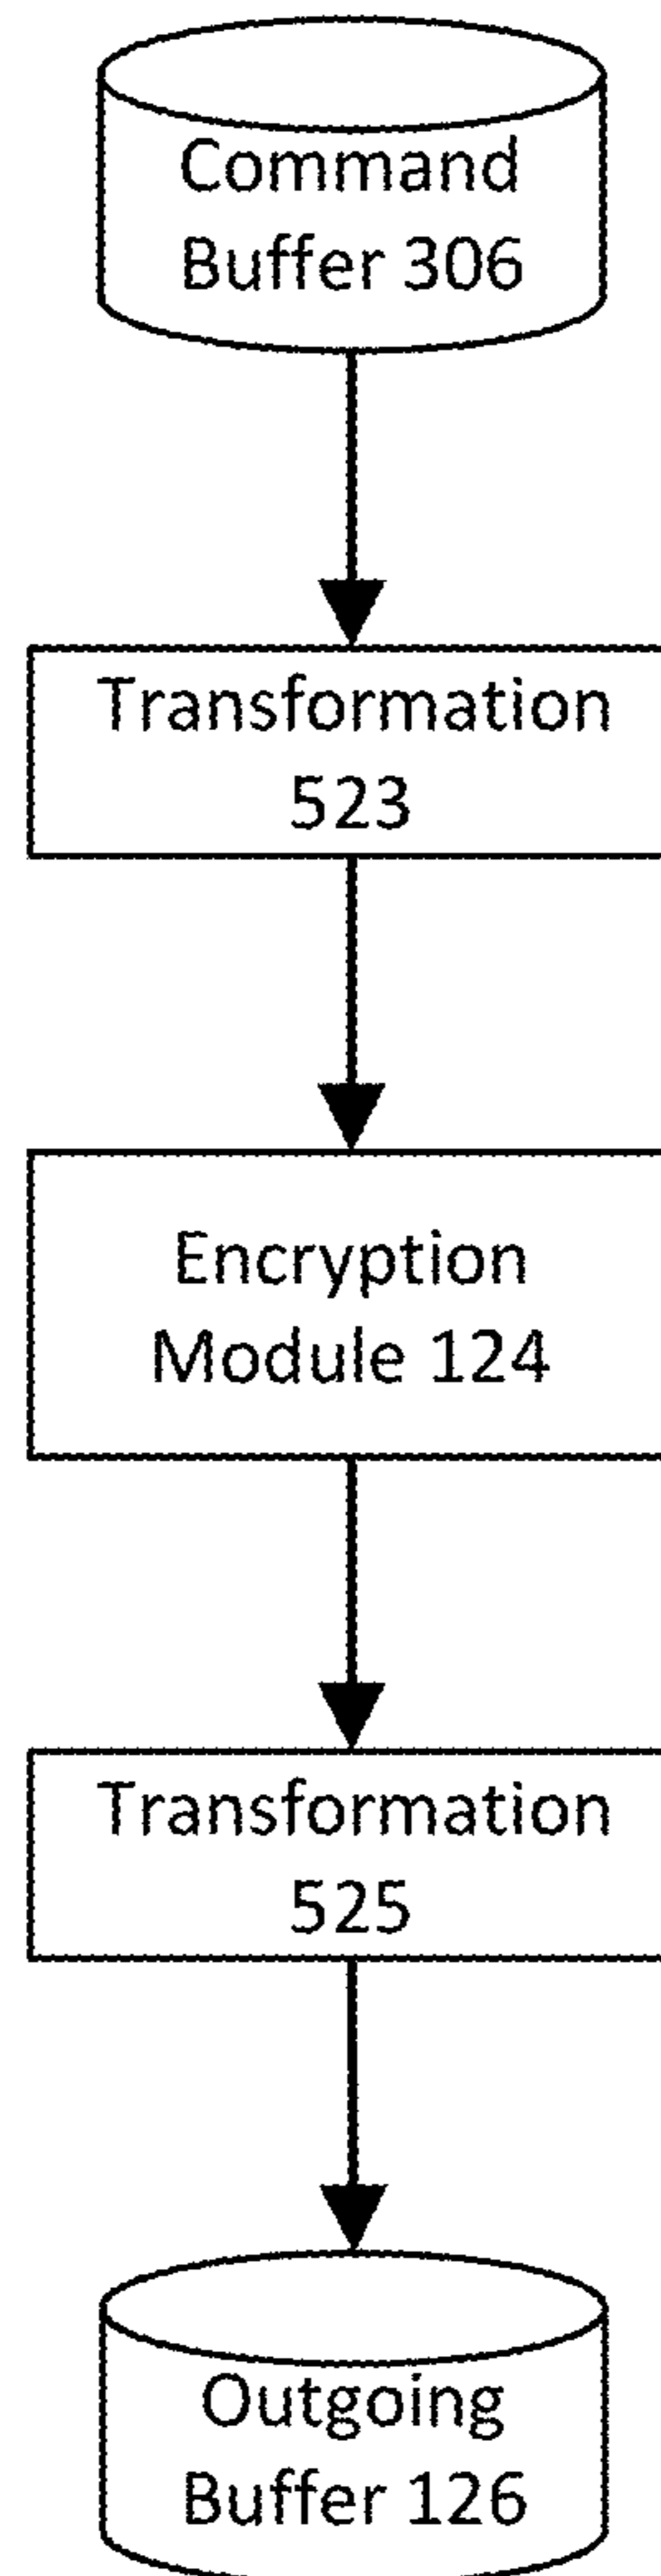 Command
Buffer 306
Transformation
523
Encryption
Module 124
Transformation
525
Outgoing
Buffer 126